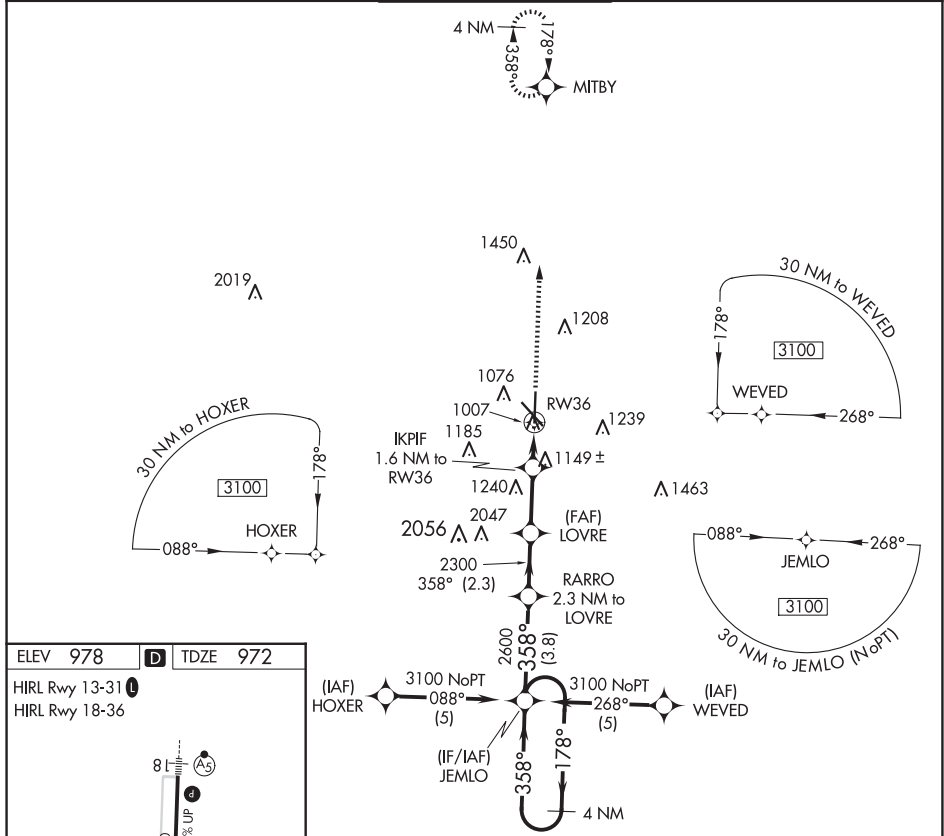 4 NM
178°
358°
MITBY
1450
2019
1208
30 NM to WEVED
178°
3100
WEVED
268°
1076
1007
RW36
1239
30 NM to HOXER
178°
3100
HOXER
088°
IKPIF
1.6 NM to
RW36
1185
1149 ±
1240
1463
2056
2047
(FAF)
LOVRE
2300
358° (2.3)
RARRO
2.3 NM to
LOVRE
088°
268°
JEMLO
3100
30 NM to JEMLO (NoPT)
2600
358°
(3.8)
(IAF)
HOXER
3100 NoPT
088°
(5)
3100 NoPT
268°
(5)
(IAF)
WEVED
(IF/IAF)
JEMLO
358°
178°
4 NM
ELEV 978
D
TDZE 972
HIRL Rwy 13-31 L
HIRL Rwy 18-36
18
A5
P
% UP